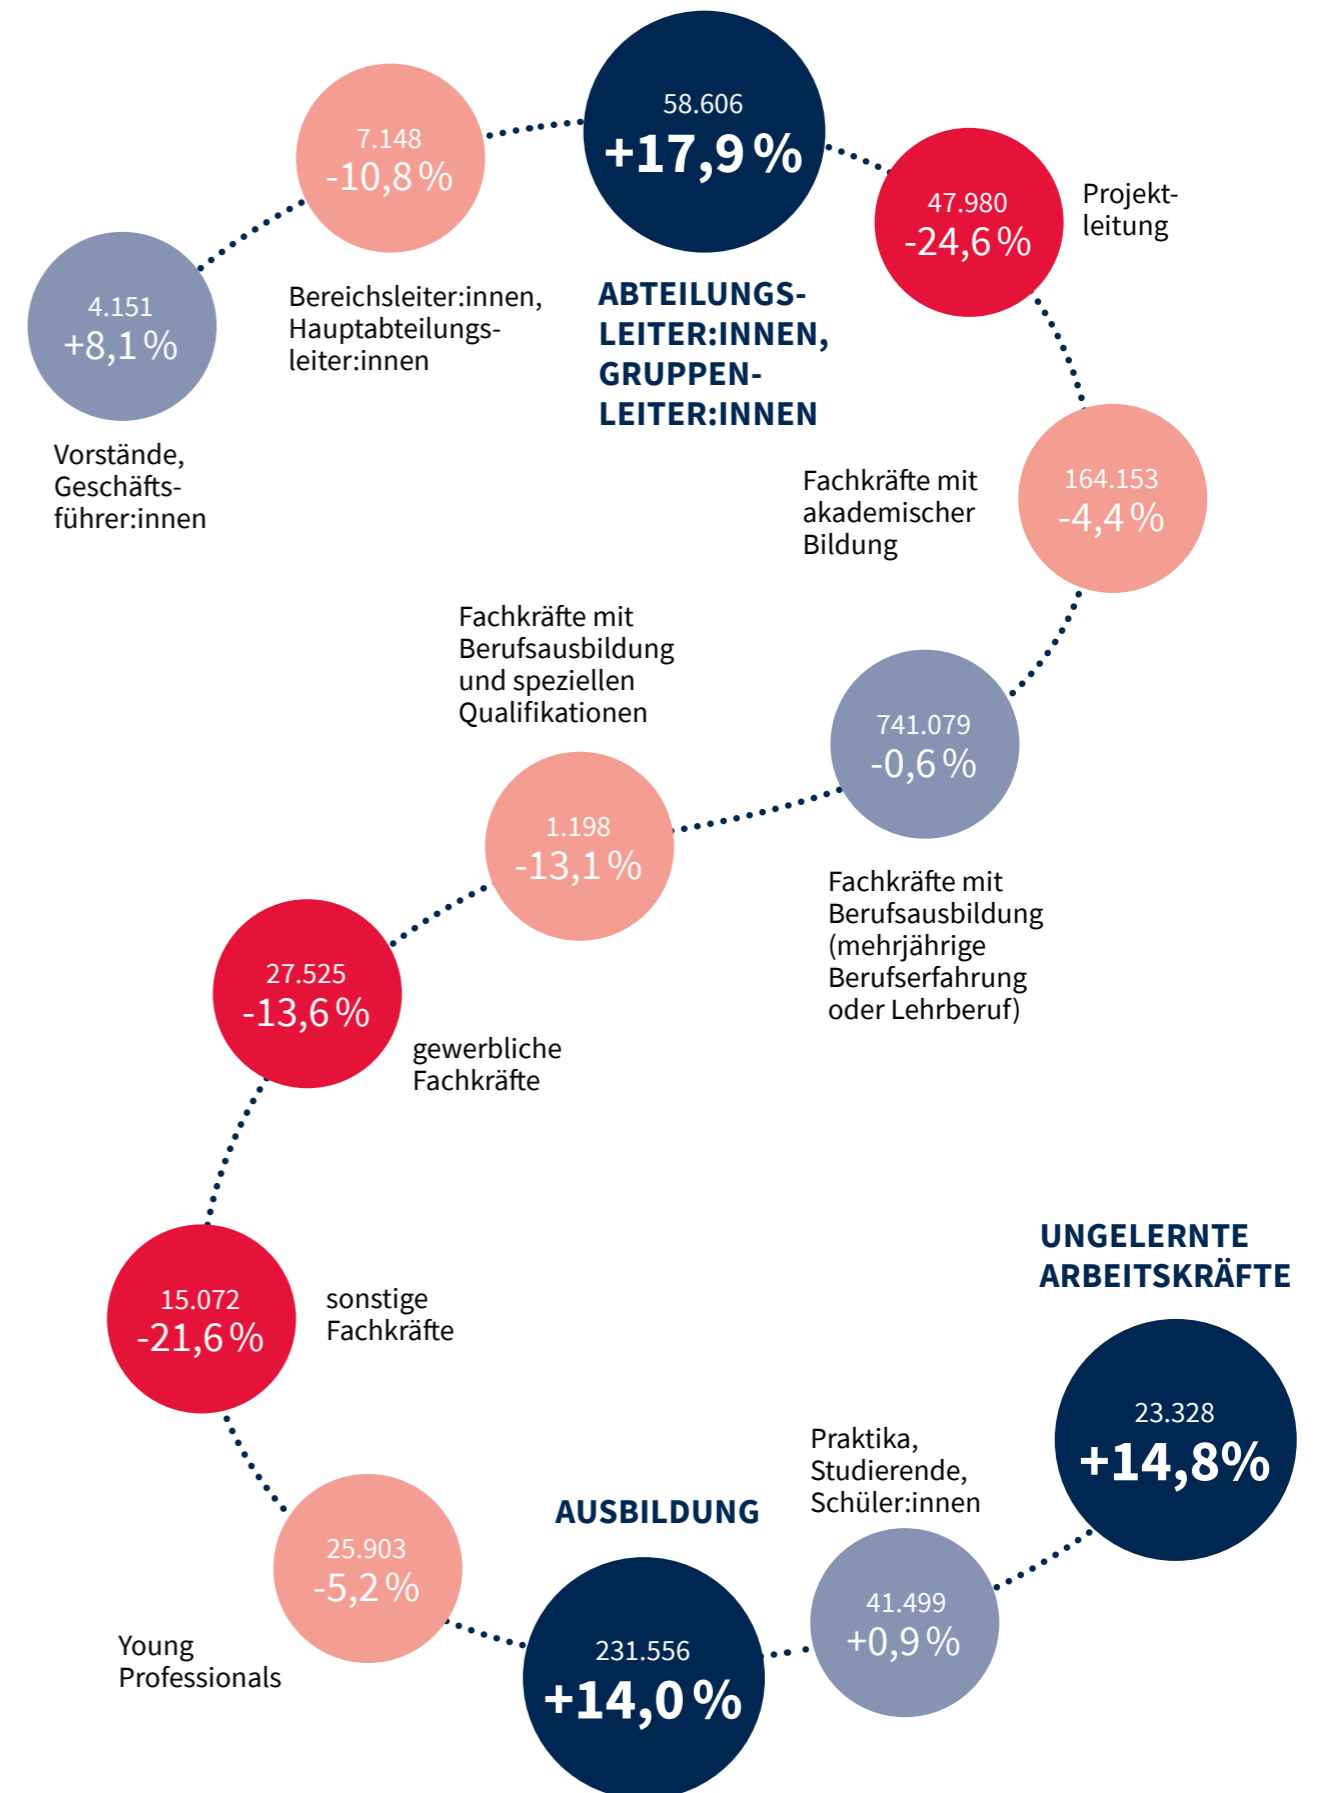 4.151
+8,1 %
Vorstände,
Geschäfts-
führer:innen
7.148
-10,8 %
Bereichsleiter:innen,
Hauptabteilungs-
leiter:innen
58.606
+17,9 %
ABTEILUNGS-
LEITER:INNEN,
GRUPPEN-
LEITER:INNEN
47.980
-24,6 %
Projekt-
leitung
Fachkräfte mit
akademischer
Bildung
164.153
-4,4 %
741.079
-0,6 %
Fachkräfte mit
Berufsausbildung
(mehrjährige
Berufserfahrung
oder Lehrberuf)
Fachkräfte mit
Berufsausbildung
und speziellen
Qualifikationen
1.198
-13,1 %
27.525
-13,6 %
gewerbliche
Fachkräfte
15.072
-21,6 %
sonstige
Fachkräfte
25.903
-5,2 %
Young
Professionals
AUSBILDUNG
231.556
+14,0 %
Praktika,
Studierende,
Schüler:innen
41.499
+0,9 %
UNGELERNTE
ARBEITSKRÄFTE
23.328
+14,8%